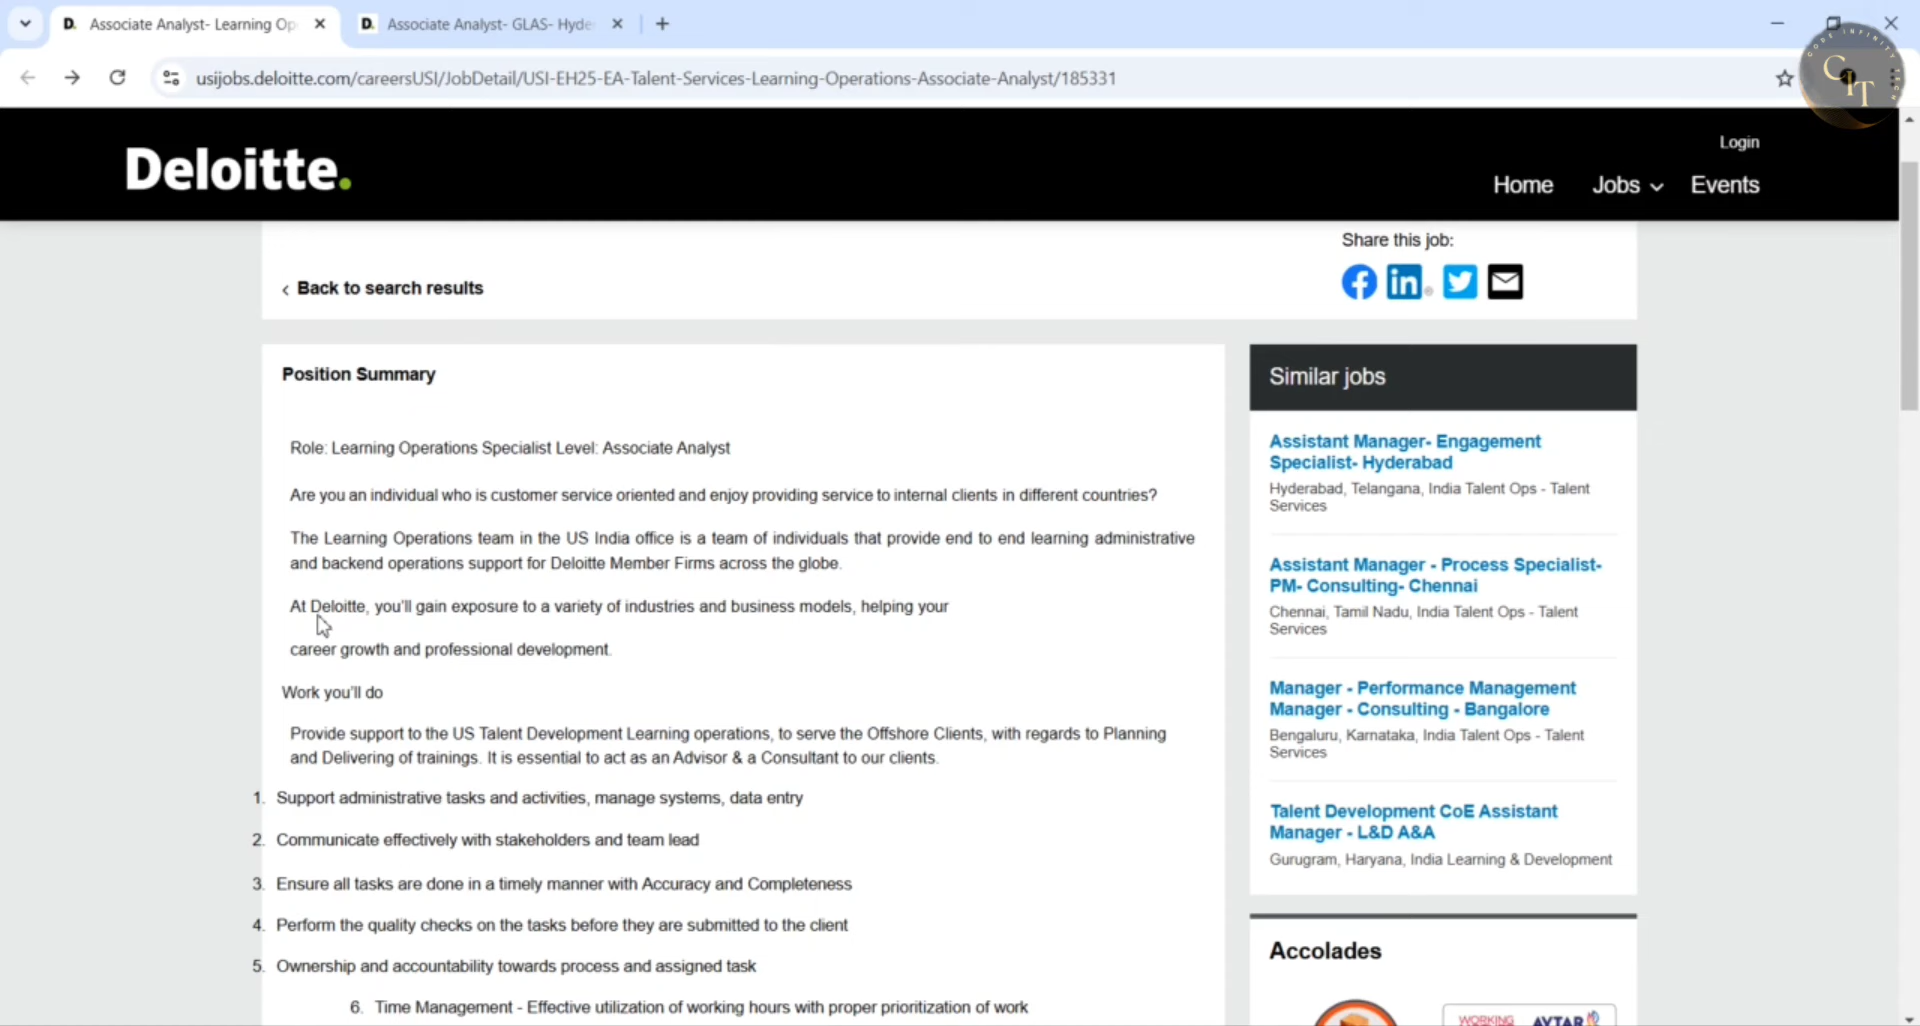 Associate Analyst- Learning Op
Associate Analyst- GLAS- Hyde
usijobs.deloitte.com/careersUSI/JobDetail/USI-EH25-EA-Talent-Services-Learning-Operations-Associate-Analyst/185331
CODE INFINITY TECH
CIT
Deloitte.
Login
Home
Jobs
Events
Share this job:
Back to search results
Position Summary
Role: Learning Operations Specialist Level: Associate Analyst
Are you an individual who is customer service oriented and enjoy providing service to internal clients in different countries?
The Learning Operations team in the US India office is a team of individuals that provide end to end learning administrative
and backend operations support for Deloitte Member Firms across the globe.
At Deloitte, you'll gain exposure to a variety of industries and business models, helping your
career growth and professional development.
Work you'll do
Provide support to the US Talent Development Learning operations, to serve the Offshore Clients, with regards to Planning
and Delivering of trainings. It is essential to act as an Advisor & a Consultant to our clients.
1. Support administrative tasks and activities, manage systems, data entry
2. Communicate effectively with stakeholders and team lead
3. Ensure all tasks are done in a timely manner with Accuracy and Completeness
4. Perform the quality checks on the tasks before they are submitted to the client
5. Ownership and accountability towards process and assigned task
6. Time Management - Effective utilization of working hours with proper prioritization of work
Similar jobs
Assistant Manager- Engagement
Specialist- Hyderabad
Hyderabad, Telangana, India Talent Ops - Talent
Services
Assistant Manager - Process Specialist-
PM- Consulting- Chennai
Chennai, Tamil Nadu, India Talent Ops - Talent
Services
Manager - Performance Management
Manager - Consulting - Bangalore
Bengaluru, Karnataka, India Talent Ops - Talent
Services
Talent Development CoE Assistant
Manager - L&D A&A
Gurugram, Haryana, India Learning & Development
Accolades
WORKING
AVTAR